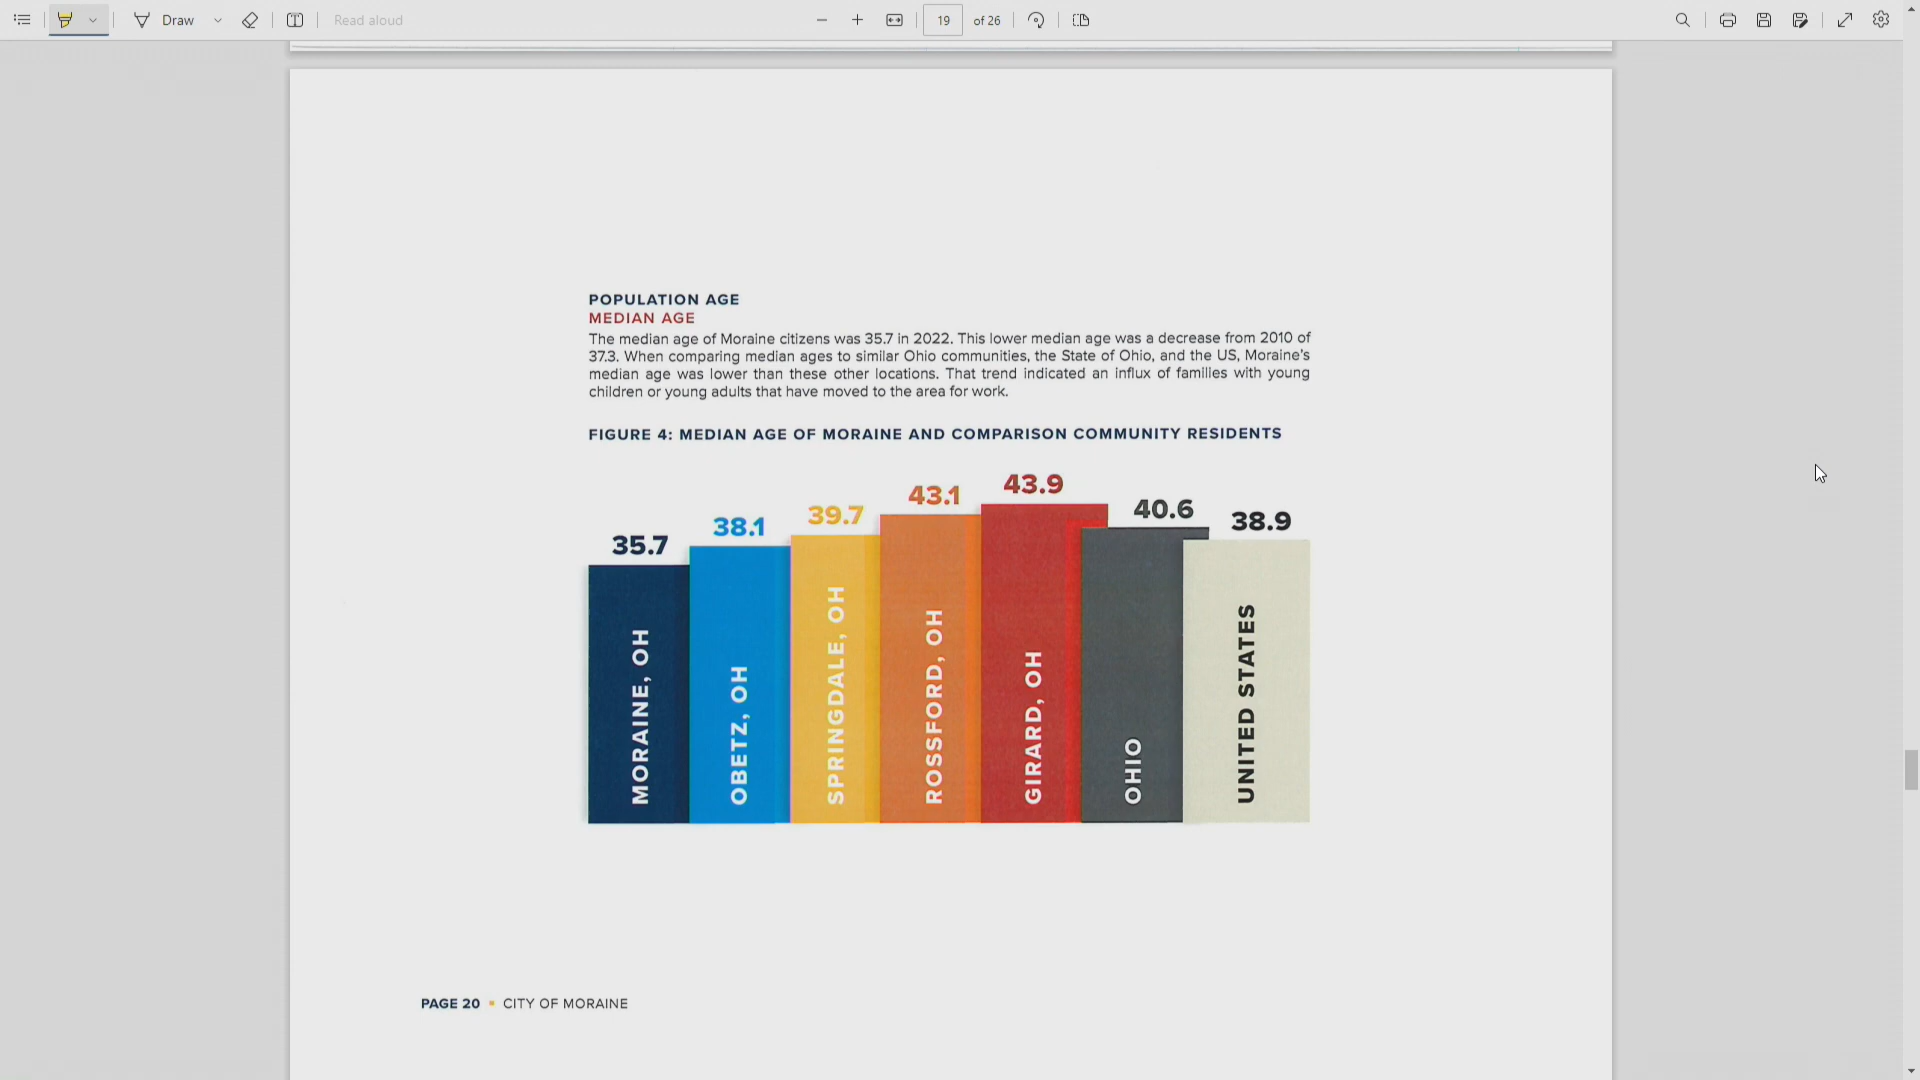 Draw
Read aloud
19
of 26
POPULATION AGE
MEDIAN AGE
The median age of Moraine citizens was 35.7 in 2022. This lower median age was a decrease from 2010 of
37.3. When comparing median ages to similar Ohio communities, the State of Ohio, and the US, Moraine's
median age was lower than these other locations. That trend indicated an influx of families with young
children or young adults that have moved to the area for work.
FIGURE 4: MEDIAN AGE OF MORAINE AND COMPARISON COMMUNITY RESIDENTS
35.7
38.1
39.7
43.1
43.9
40.6
38.9
MORAINE, OH
OBETZ, OH
SPRINGDALE, OH
ROSSFORD, OH
GIRARD, OH
OHIO
UNITED STATES
PAGE 20 ▪ CITY OF MORAINE